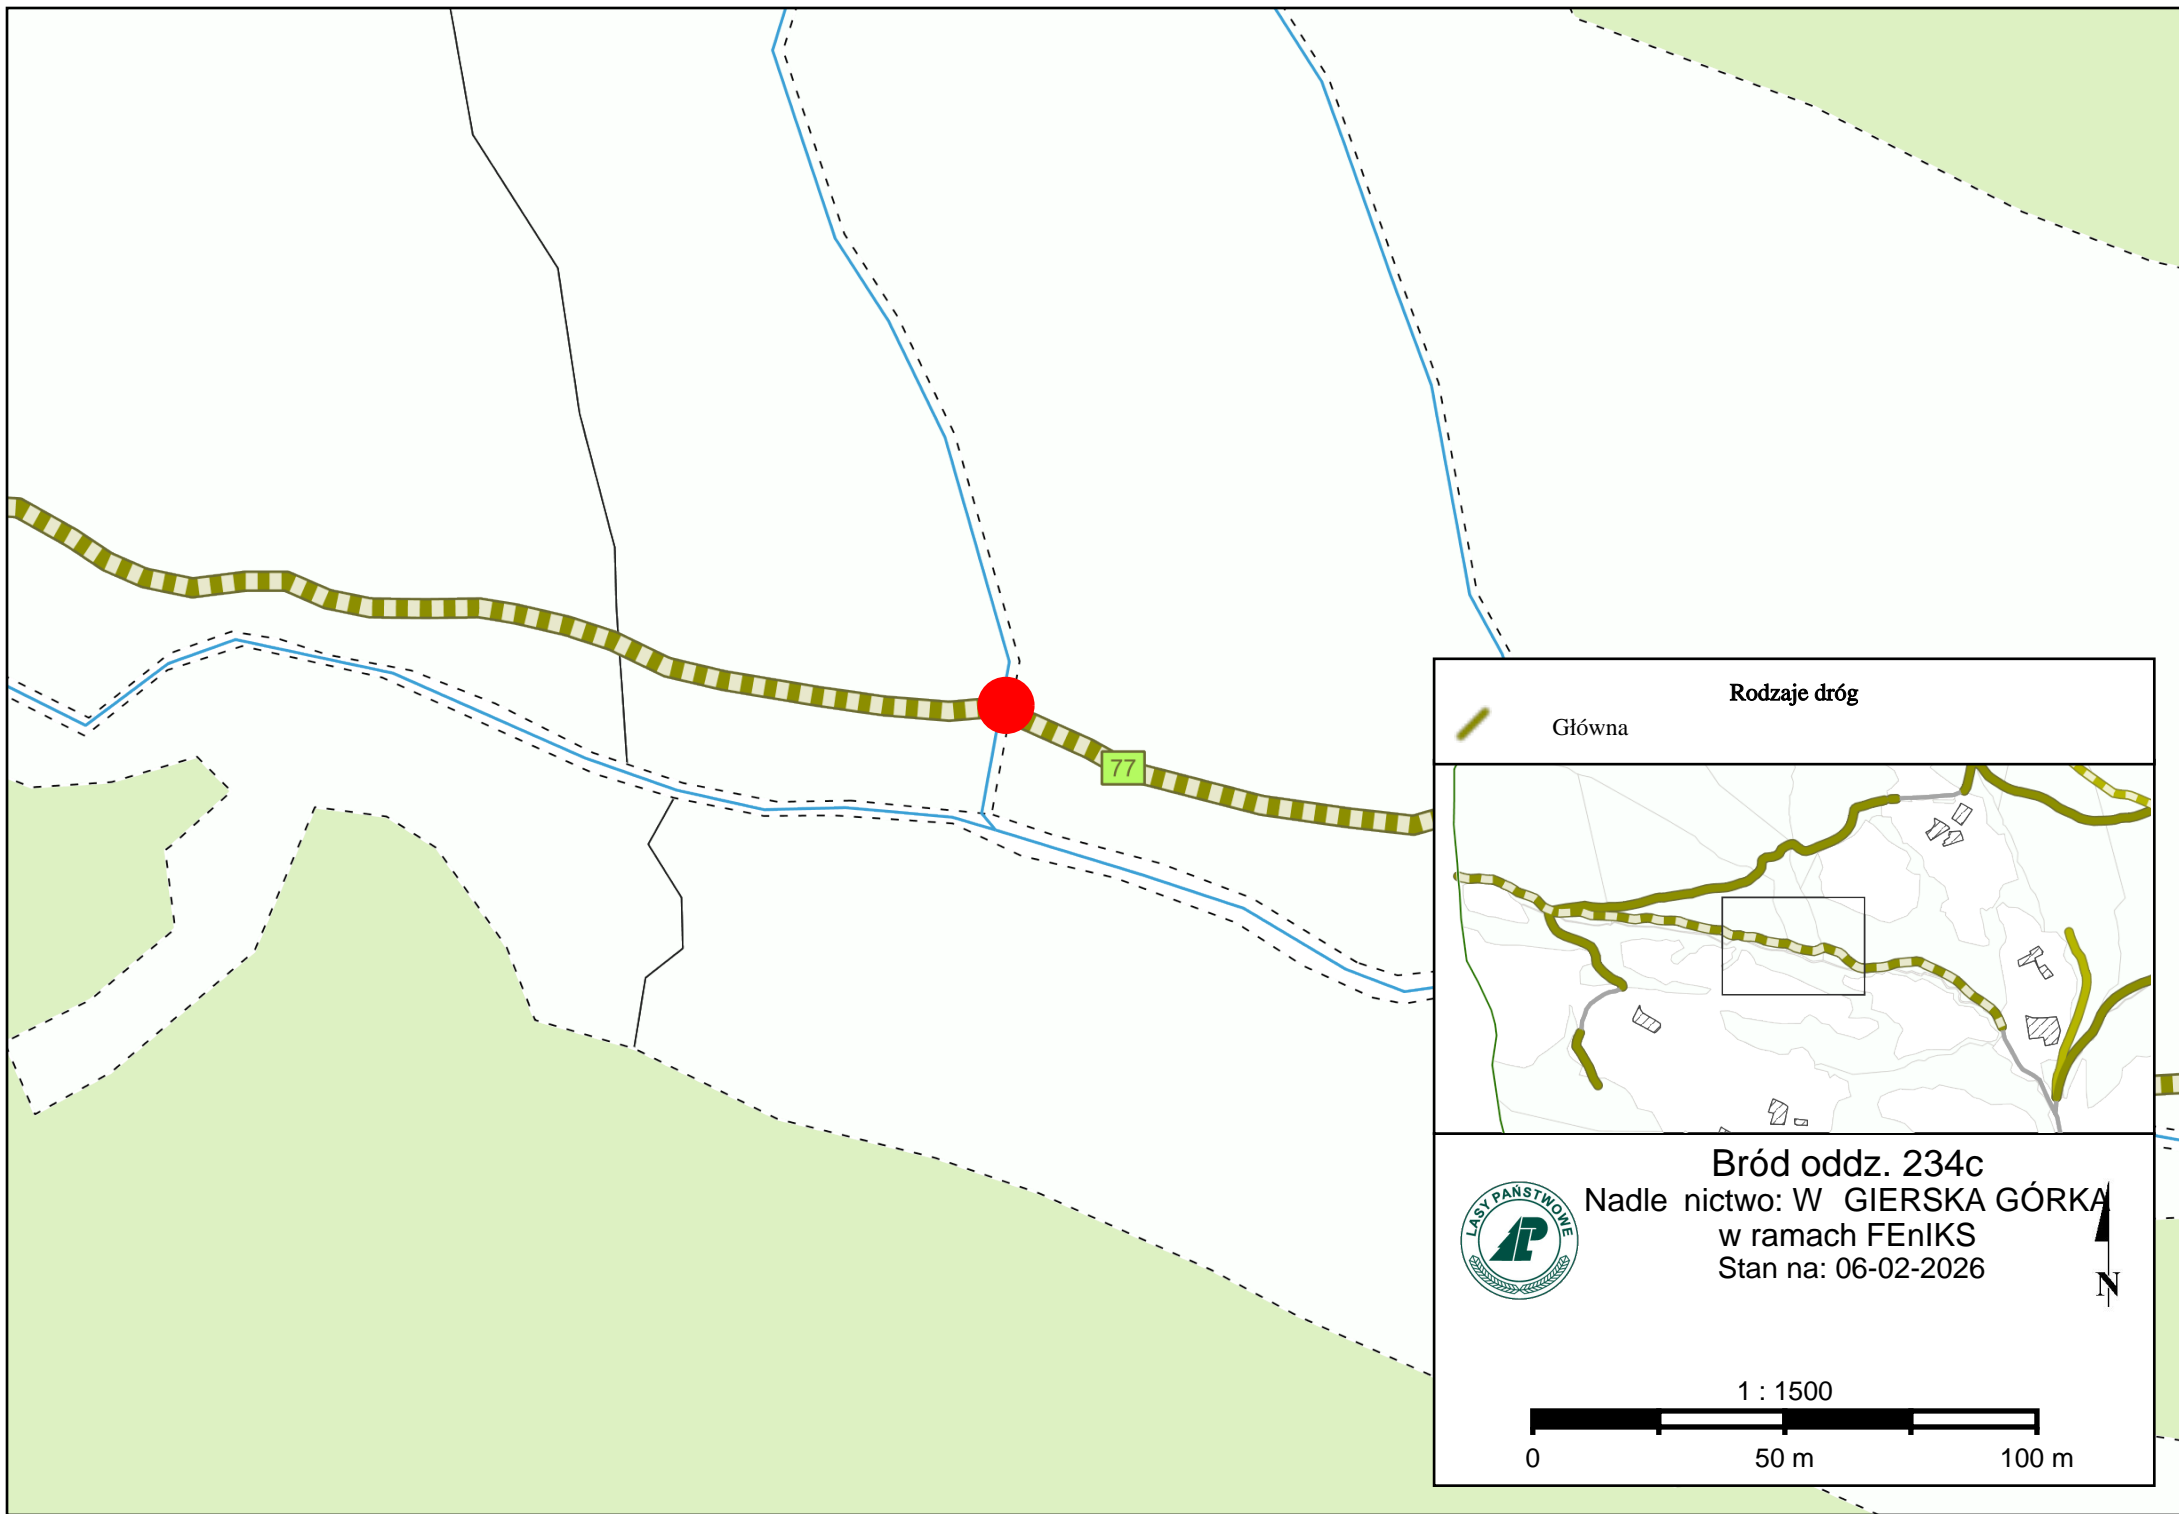 77
Rodzaje dróg
Główna
LASY PAŃSTWOWE
Bród oddz. 234c
Nadle nictwo: W GIERSKA GÓRKA
w ramach FEnIKS
Stan na: 06-02-2026
N
1 : 1500
0 50 m 100 m